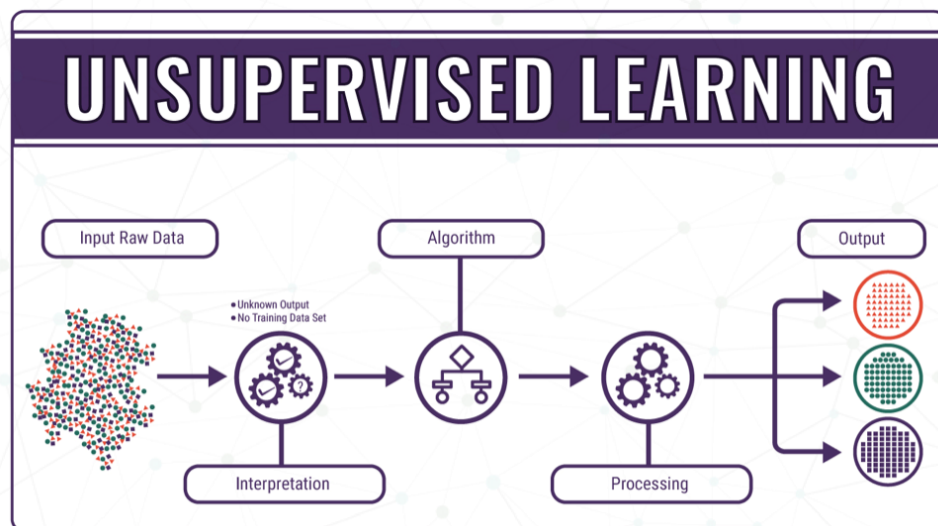 UNSUPERVISED LEARNING
Input Raw Data
Algorithm
Output
• Unknown Output
• No Training Data Set
?
Interpretation
Processing